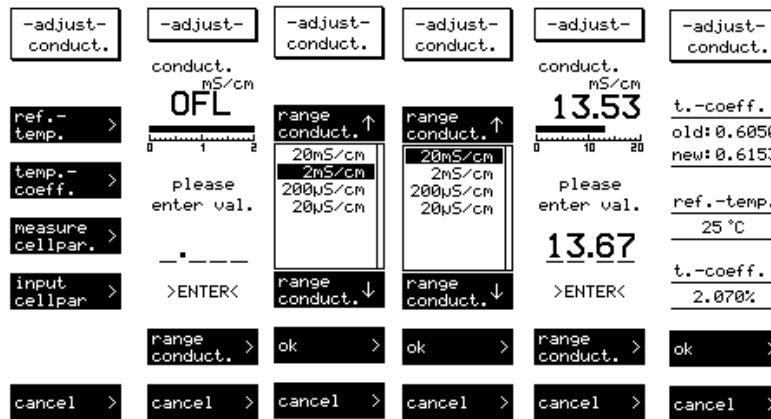 -adjust-
conduct.
ref.-
temp. >
temp.-
coeff. >
measure
cellpar. >
input
cellpar >
cancel >
-adjust-
conduct.
mS/cm
OFL
0 1 2
please
enter val.
_._ _ _
>ENTER<
range
conduct. >
cancel >
-adjust-
conduct.
range
conduct. ↑
20mS/cm
2mS/cm
200µS/cm
20µS/cm
range
conduct. ↓
ok >
cancel >
-adjust-
conduct.
range
conduct. ↑
20mS/cm
2mS/cm
200µS/cm
20µS/cm
range
conduct. ↓
ok >
cancel >
-adjust-
conduct.
mS/cm
13.53
0 10 20
please
enter val.
13.67
>ENTER<
range
conduct. >
cancel >
-adjust-
conduct.
t.-coeff.
old:0.605
new:0.615
ref.-temp.
25 °C
t.-coeff.
2.070%
ok >
cancel >